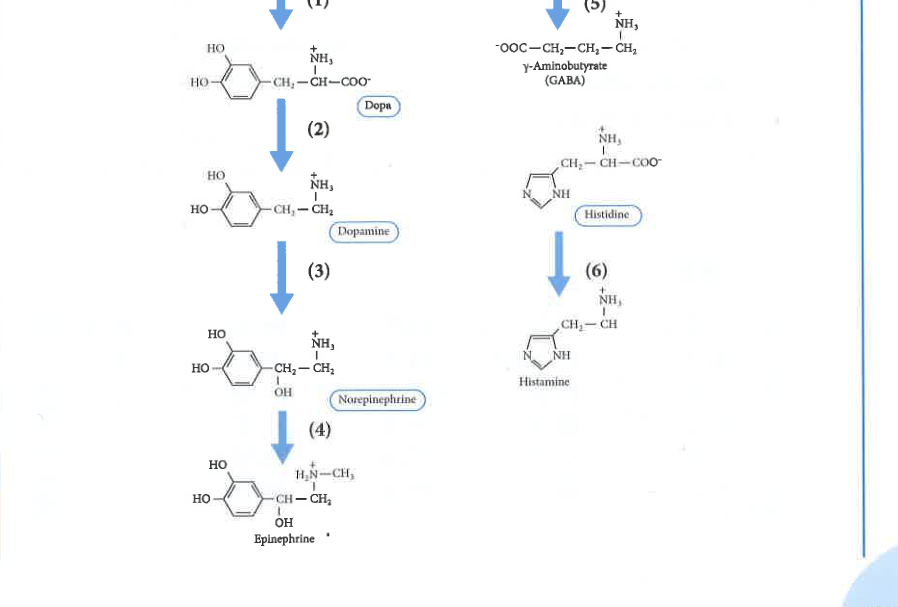 (1)
HO
HO
+
NH₃
CH₂—CH—COO⁻
Dopa
(2)
HO
HO
+
NH₃
CH₂—CH₂
Dopamine
(3)
HO
HO
+
NH₃
CH₂—CH₂
OH
Norepinephrine
(4)
HO
HO
+
H₂N—CH₃
CH—CH₂
OH
Epinephrine
(5)
+
NH₃
⁻OOC—CH₂—CH₂—CH₂
γ-Aminobutyrate
(GABA)
+
NH₃
CH₂—CH—COO⁻
N
NH
Histidine
(6)
+
NH₃
CH₂—CH
N
NH
Histamine